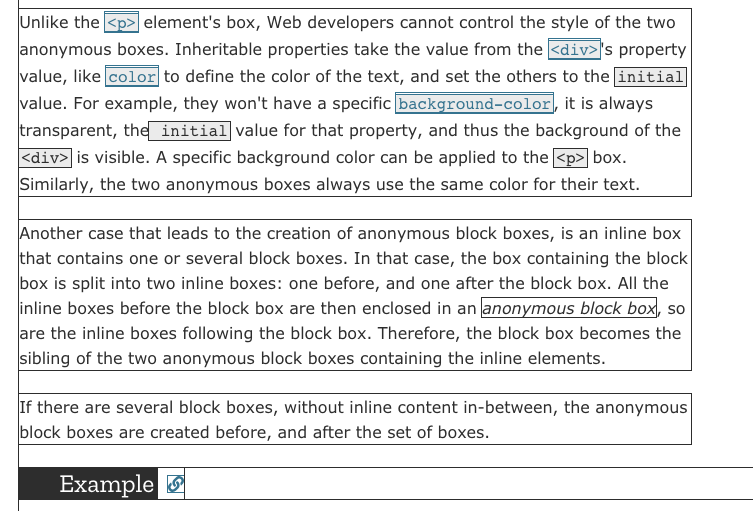 Unlike the <p> element's box, Web developers cannot control the style of the two
anonymous boxes. Inheritable properties take the value from the <div>'s property
value, like color to define the color of the text, and set the others to the initial
value. For example, they won't have a specific background-color, it is always
transparent, the initial value for that property, and thus the background of the
<div> is visible. A specific background color can be applied to the <p> box.
Similarly, the two anonymous boxes always use the same color for their text.
Another case that leads to the creation of anonymous block boxes, is an inline box
that contains one or several block boxes. In that case, the box containing the block
box is split into two inline boxes: one before, and one after the block box. All the
inline boxes before the block box are then enclosed in an anonymous block box, so
are the inline boxes following the block box. Therefore, the block box becomes the
sibling of the two anonymous block boxes containing the inline elements.
If there are several block boxes, without inline content in-between, the anonymous
block boxes are created before, and after the set of boxes.
Example